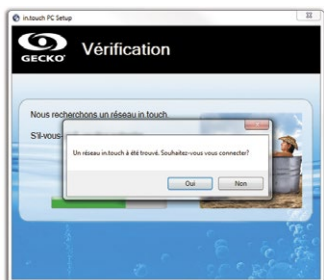 in.touch PC Setup
GECKO
Vérification
Nous recherchons un réseau in.touch.
S'il-vous-
Un réseau in.touch à été trouvé. Souhaitez-vous vous connecter?
Oui
Non